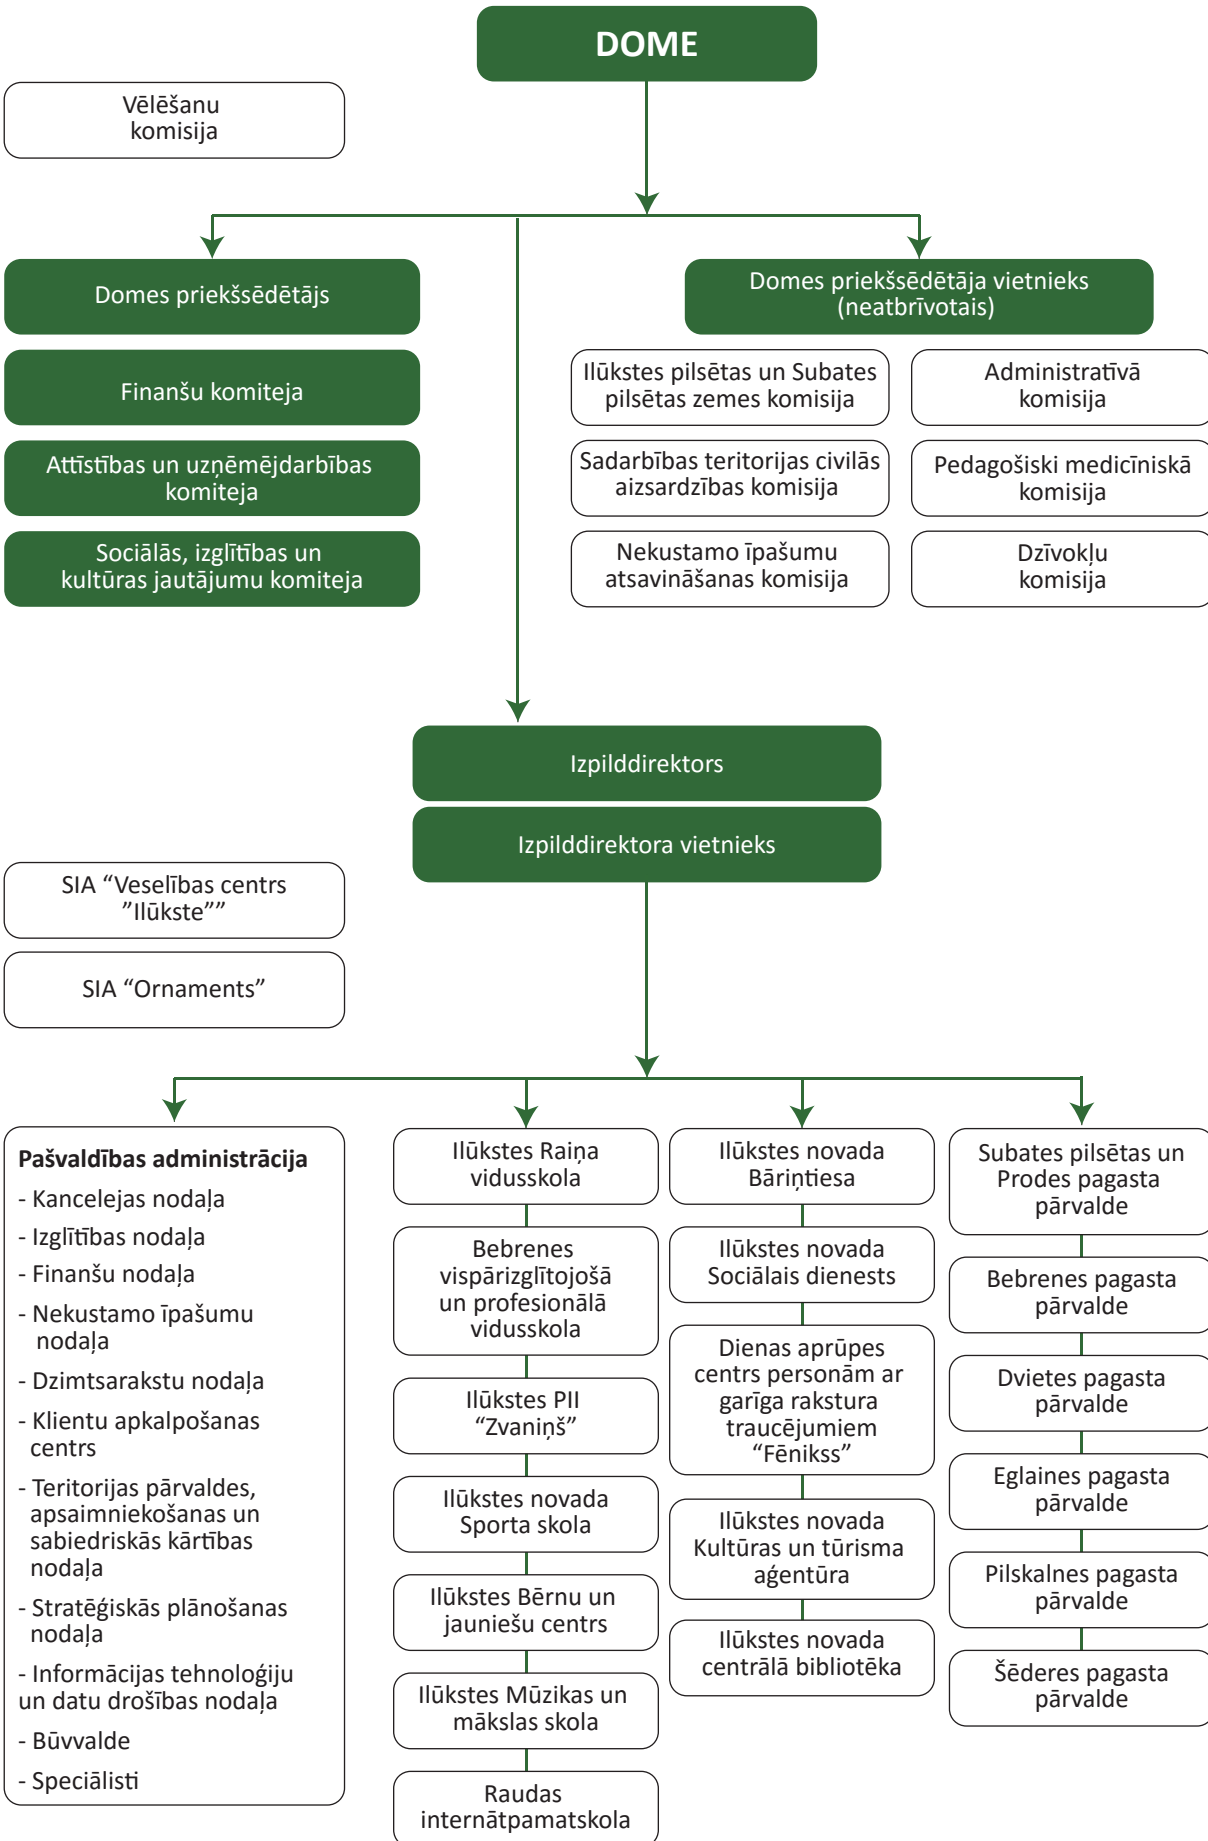 DOME
Vēlēšanu
komisija
Domes priekšsēdētājs
Domes priekšsēdētāja vietnieks
(neatbrīvotais)
Finanšu komiteja
Attīstības un uzņēmējdarbības
komiteja
Sociālās, izglītības un
kultūras jautājumu komiteja
Ilūkstes pilsētas un Subates
pilsētas zemes komisija
Administratīvā
komisija
Sadarbības teritorijas civilās
aizsardzības komisija
Pedagošiski medicīniskā
komisija
Nekustamo īpašumu
atsavināšanas komisija
Dzīvokļu
komisija
Izpilddirektors
Izpilddirektora vietnieks
SIA “Veselības centrs
”Ilūkste””
SIA “Ornaments”
Pašvaldības administrācija
- Kancelejas nodaļa
- Izglītības nodaļa
- Finanšu nodaļa
- Nekustamo īpašumu
nodaļa
- Dzimtsarakstu nodaļa
- Klientu apkalpošanas
centrs
- Teritorijas pārvaldes,
apsaimniekošanas un
sabiedriskās kārtības
nodaļa
- Stratēģiskās plānošanas
nodaļa
- Informācijas tehnoloģiju
un datu drošības nodaļa
- Būvvalde
- Speciālisti
Ilūkstes Raiņa
vidusskola
Bebrenes
vispārizglītojošā
un profesionālā
vidusskola
Ilūkstes PII
“Zvaniņš”
Ilūkstes novada
Sporta skola
Ilūkstes Bērnu un
jauniešu centrs
Ilūkstes Mūzikas un
mākslas skola
Raudas
internātpamatskola
Ilūkstes novada
Bāriņtiesa
Ilūkstes novada
Sociālais dienests
Dienas aprūpes
centrs personām ar
garīga rakstura
traucējumiem
“Fēnikss”
Ilūkstes novada
Kultūras un tūrisma
aģentūra
Ilūkstes novada
centrālā bibliotēka
Subates pilsētas un
Prodes pagasta
pārvalde
Bebrenes pagasta
pārvalde
Dvietes pagasta
pārvalde
Eglaines pagasta
pārvalde
Pilskalnes pagasta
pārvalde
Šēderes pagasta
pārvalde